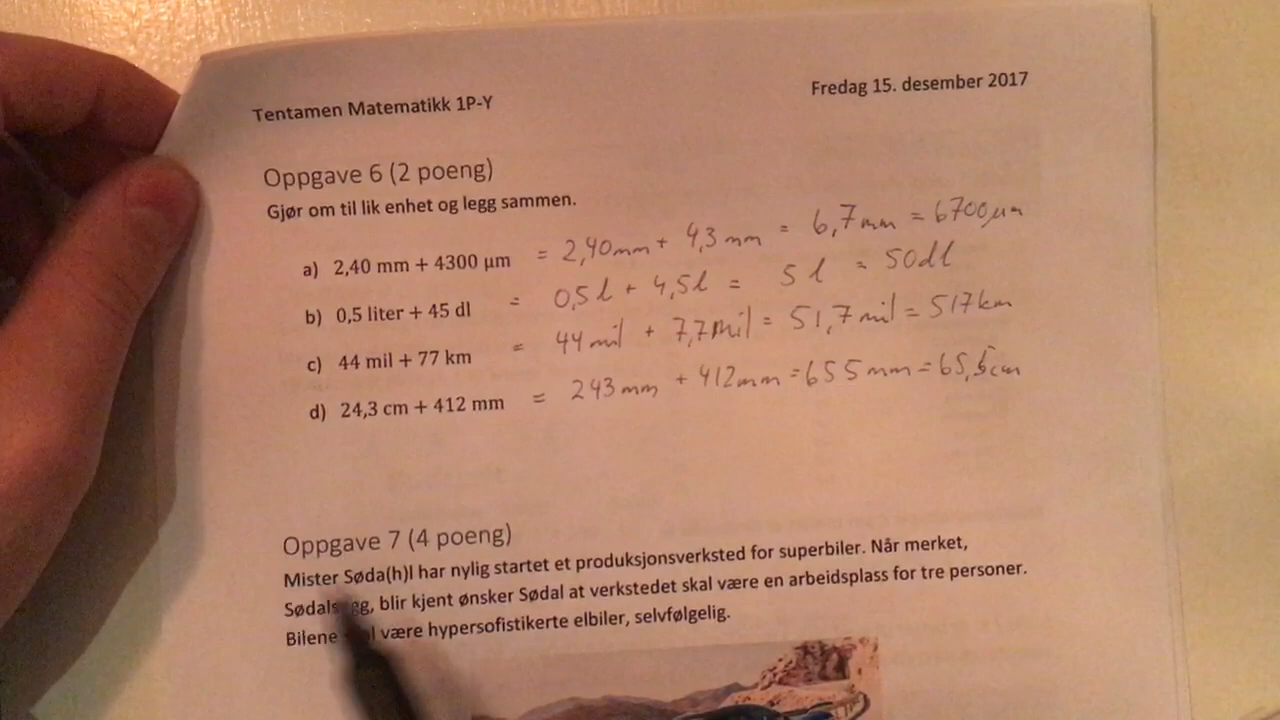 Tentamen Matematikk 1P-Y Fredag 15. desember 2017
Oppgave 6 (2 poeng)
Gjør om til lik enhet og legg sammen.
a) 2,40 mm + 4300 µm = 2,40mm + 4,3 mm = 6,7mm = 6700µm
b) 0,5 liter + 45 dl = 0,5l + 4,5l = 5 l = 50dl
c) 44 mil + 77 km = 44 mil + 7,7mil = 51,7 mil = 517km
d) 24,3 cm + 412 mm = 243 mm + 412mm = 655 mm = 65,5cm
Oppgave 7 (4 poeng)
Mister Søda(h)l har nylig startet et produksjonsverksted for superbiler. Når merket,
blir kjent ønsker Sødal at verkstedet skal være en arbeidsplass for tre personer.
Bilene være hypersofistikerte elbiler, selvfølgelig.